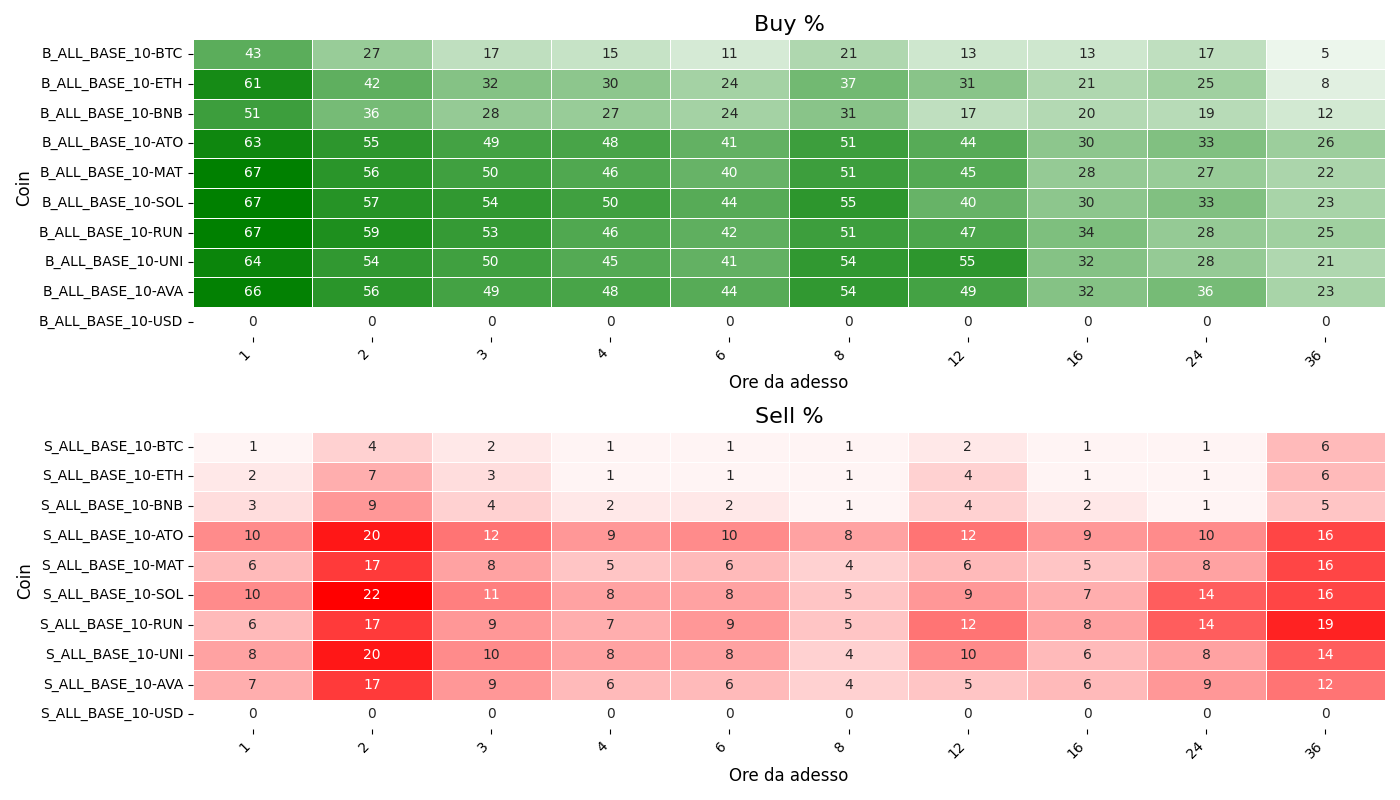 Buy %
Coin
B_ALL_BASE_10-BTC 43 27 17 15 11 21 13 13 17 5
B_ALL_BASE_10-ETH 61 42 32 30 24 37 31 21 25 8
B_ALL_BASE_10-BNB 51 36 28 27 24 31 17 20 19 12
B_ALL_BASE_10-ATO 63 55 49 48 41 51 44 30 33 26
B_ALL_BASE_10-MAT 67 56 50 46 40 51 45 28 27 22
B_ALL_BASE_10-SOL 67 57 54 50 44 55 40 30 33 23
B_ALL_BASE_10-RUN 67 59 53 46 42 51 47 34 28 25
B_ALL_BASE_10-UNI 64 54 50 45 41 54 55 32 28 21
B_ALL_BASE_10-AVA 66 56 49 48 44 54 49 32 36 23
B_ALL_BASE_10-USD 0 0 0 0 0 0 0 0 0 0
1 2 3 4 6 8 12 16 24 36
Ore da adesso
Sell %
Coin
S_ALL_BASE_10-BTC 1 4 2 1 1 1 2 1 1 6
S_ALL_BASE_10-ETH 2 7 3 1 1 1 4 1 1 6
S_ALL_BASE_10-BNB 3 9 4 2 2 1 4 2 1 5
S_ALL_BASE_10-ATO 10 20 12 9 10 8 12 9 10 16
S_ALL_BASE_10-MAT 6 17 8 5 6 4 6 5 8 16
S_ALL_BASE_10-SOL 10 22 11 8 8 5 9 7 14 16
S_ALL_BASE_10-RUN 6 17 9 7 9 5 12 8 14 19
S_ALL_BASE_10-UNI 8 20 10 8 8 4 10 6 8 14
S_ALL_BASE_10-AVA 7 17 9 6 6 4 5 6 9 12
S_ALL_BASE_10-USD 0 0 0 0 0 0 0 0 0 0
1 2 3 4 6 8 12 16 24 36
Ore da adesso